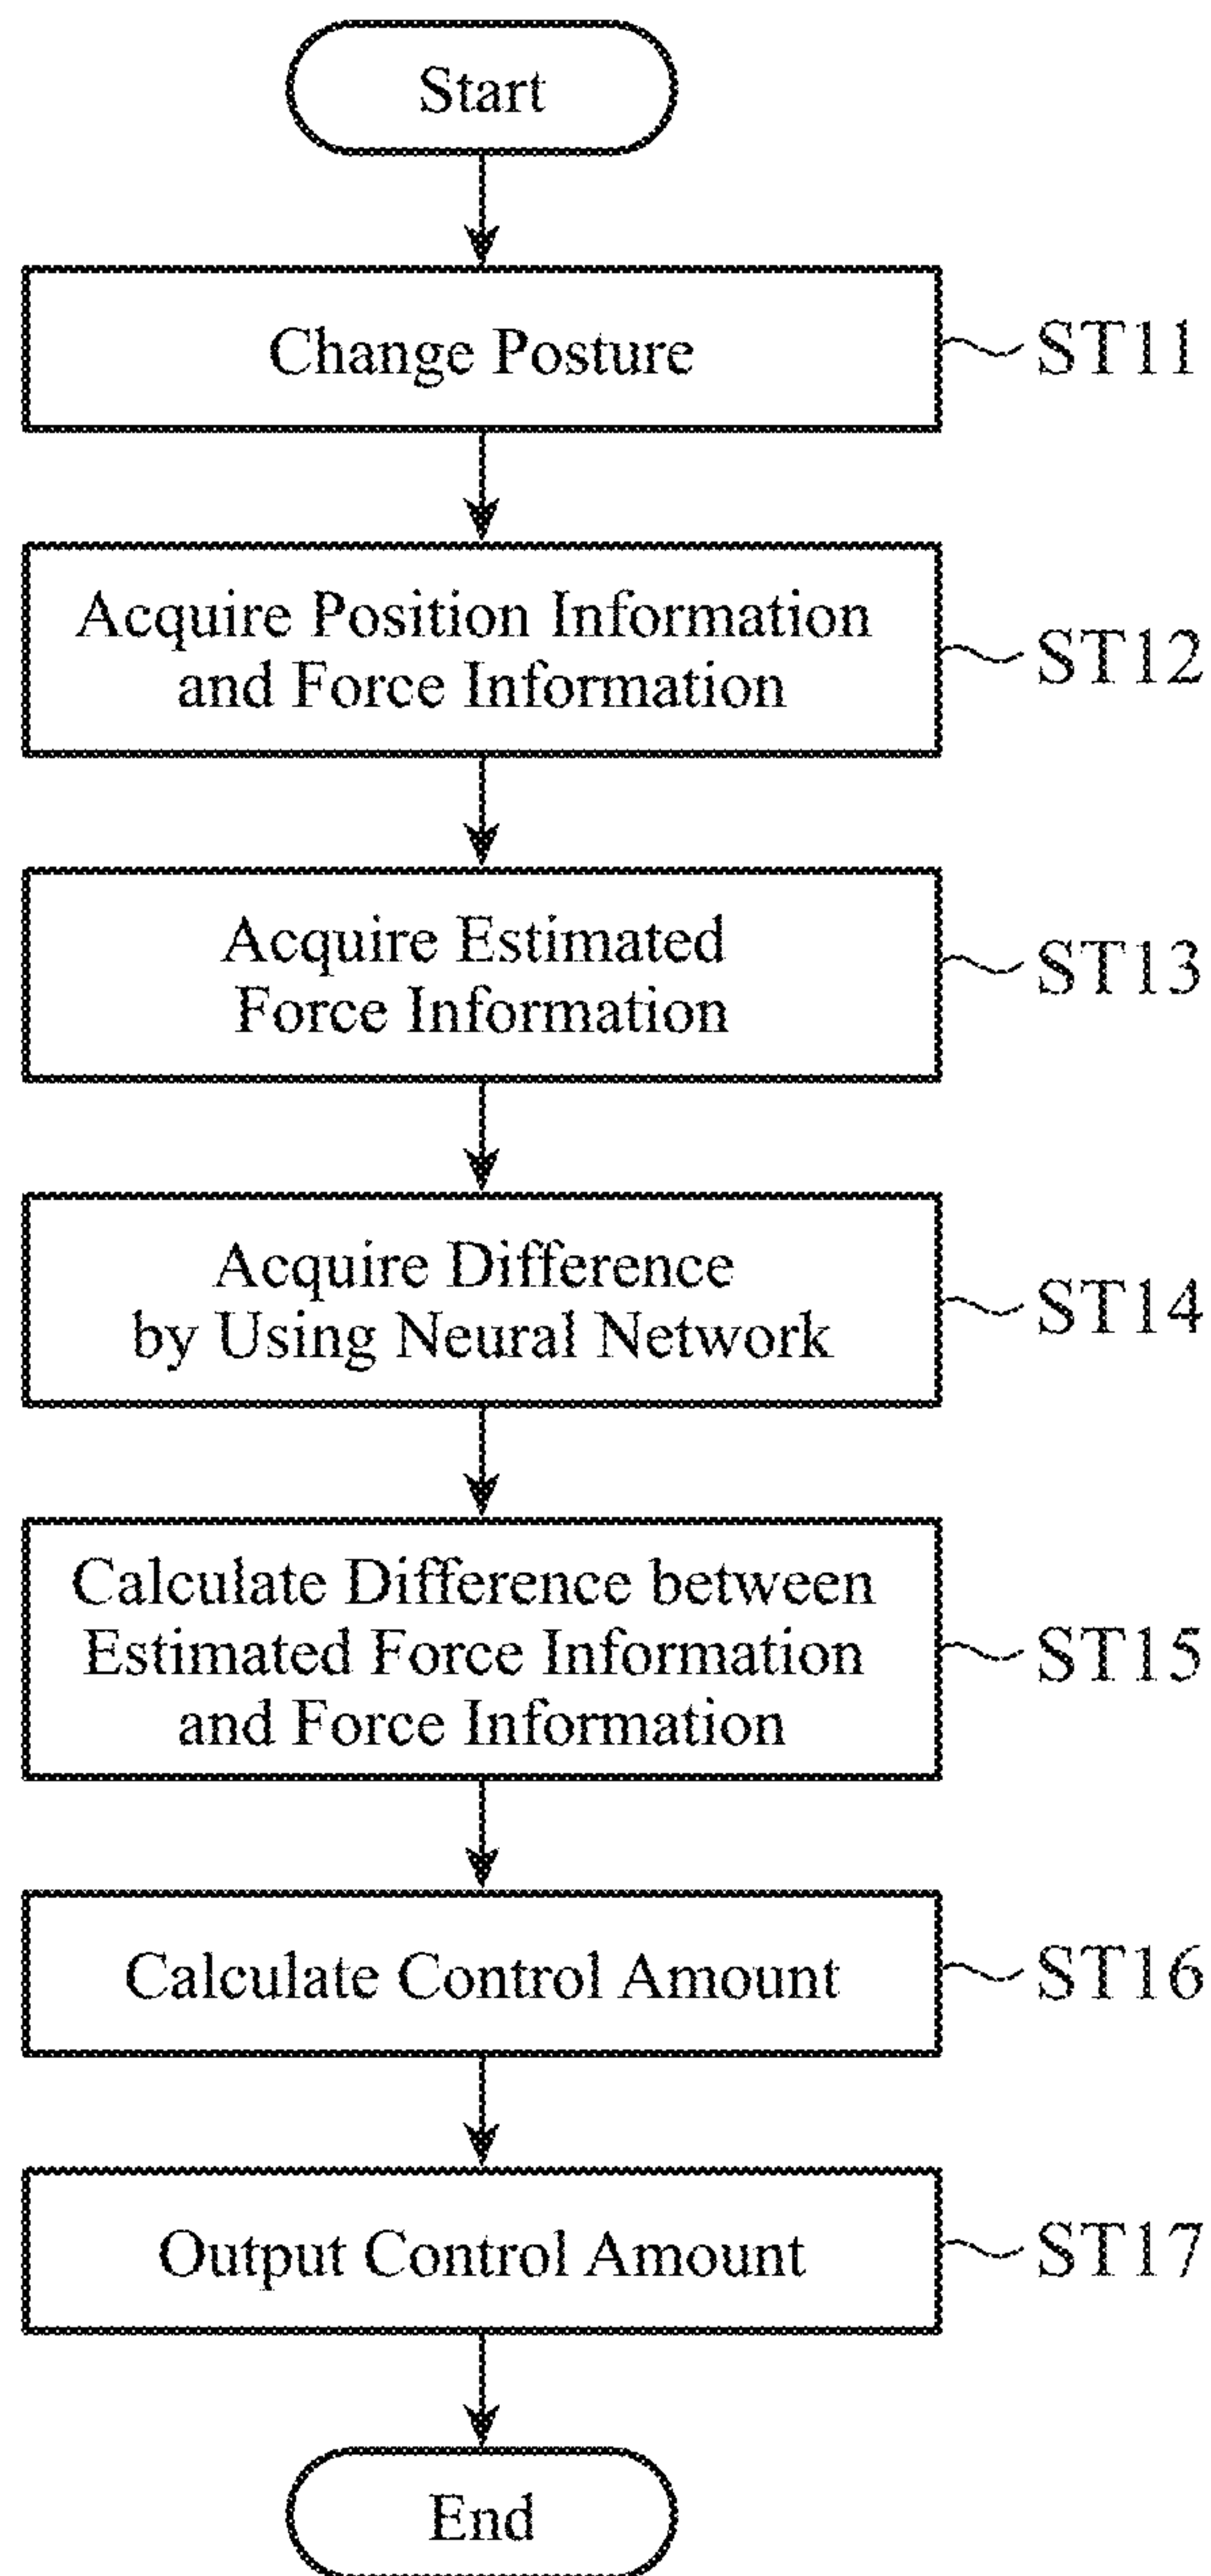 Start
Change Posture
ST11
Acquire Position Information
and Force Information
ST12
Acquire Estimated
Force Information
ST13
Acquire Difference
by Using Neural Network
ST14
Calculate Difference between
Estimated Force Information
and Force Information
ST15
Calculate Control Amount
ST16
Output Control Amount
ST17
End